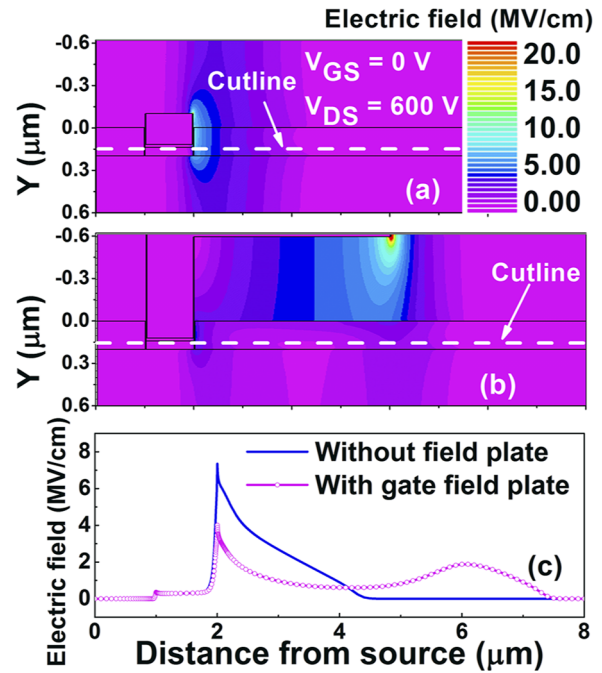 Electric field (MV/cm)
-0.6
-0.3
0.0
0.3
0.6
Y (μm)
Cutline
VGS = 0 V
VDS = 600 V
(a)
20.0
15.0
10.0
5.00
0.00
-0.6
-0.3
0.0
0.3
0.6
Y (μm)
Cutline
(b)
8
6
4
2
0
Electric field (MV/cm)
Without field plate
With gate field plate
(c)
0 2 4 6 8
Distance from source (μm)